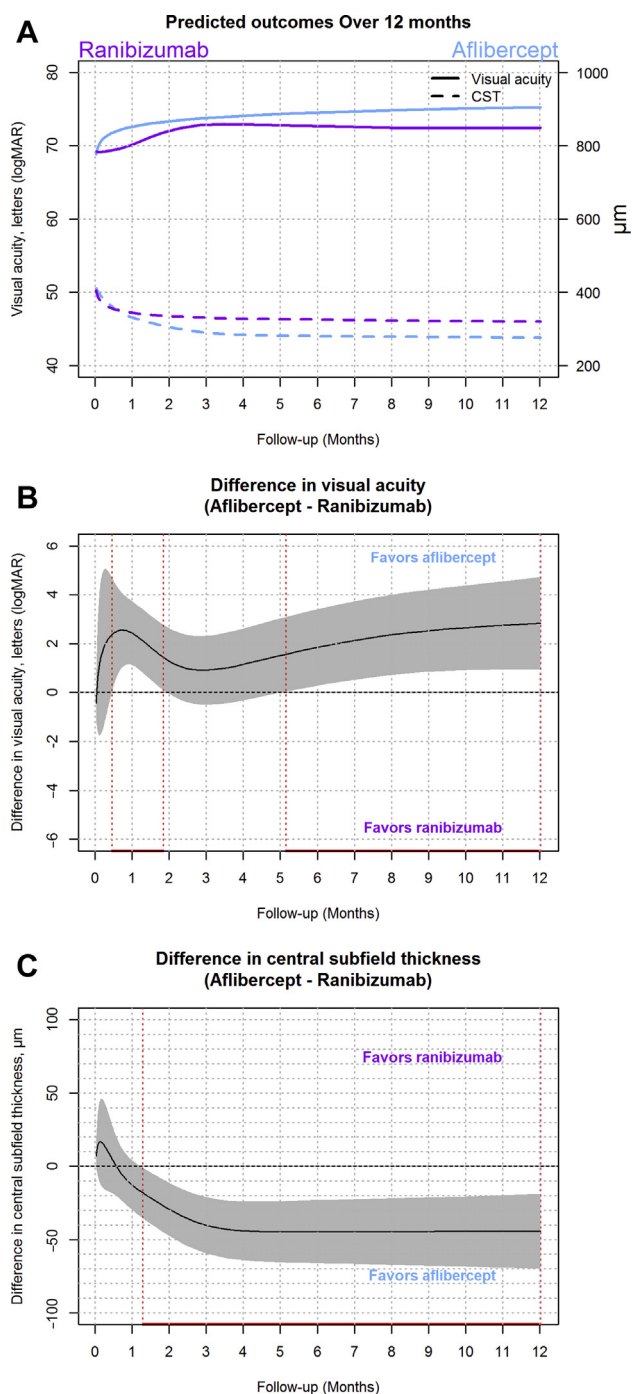 A
Predicted outcomes Over 12 months
Ranibizumab
Aflibercept
Visual acuity
CST
80
70
60
50
40
Visual acuity, letters (logMAR)
1000
800
600
400
200
µm
0 1 2 3 4 5 6 7 8 9 10 11 12
Follow-up (Months)
B
Difference in visual acuity
(Aflibercept - Ranibizumab)
Favors aflibercept
6
4
2
0
-2
-4
-6
Difference in visual acuity, letters (logMAR)
Favors ranibizumab
0 1 2 3 4 5 6 7 8 9 10 11 12
Follow-up (Months)
C
Difference in central subfield thickness
(Aflibercept - Ranibizumab)
Favors ranibizumab
100
50
0
-50
-100
Difference in central subfield thickness, µm
Favors aflibercept
0 1 2 3 4 5 6 7 8 9 10 11 12
Follow-up (Months)